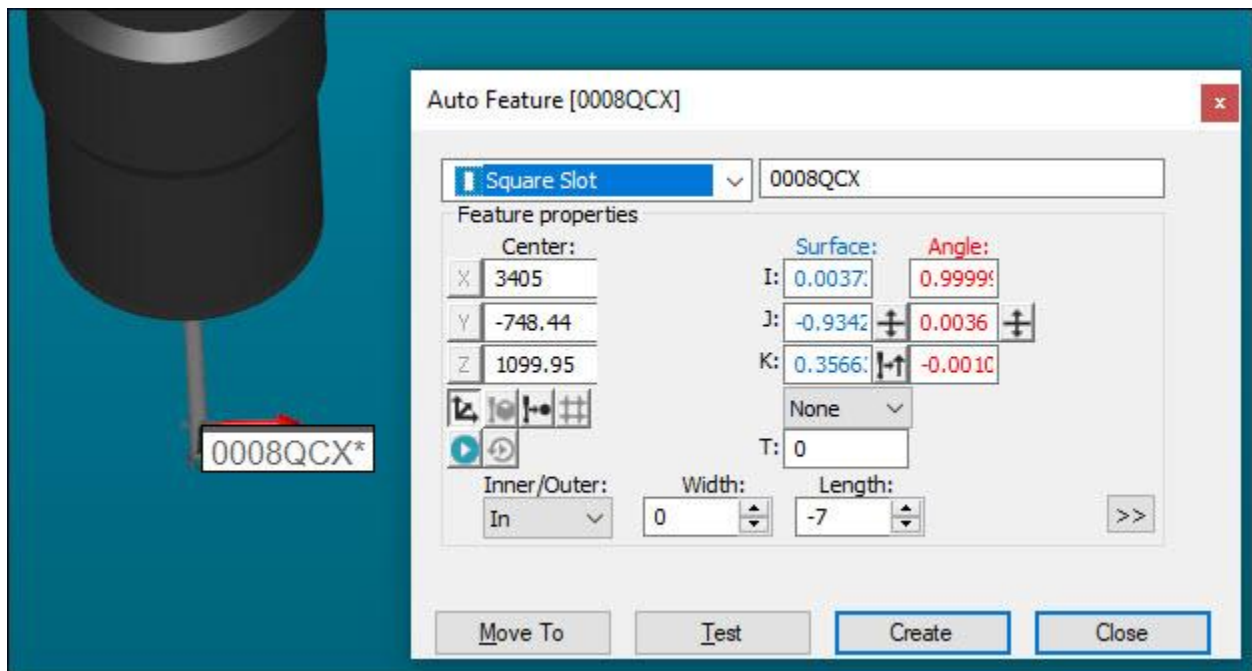 Auto Feature [0008QCX]
x
Square Slot 0008QCX
Feature properties
Center: Surface: Angle:
X 3405 I: 0.0037 0.9999
Y -748.44 J: -0.9342 0.0036
Z 1099.95 K: 0.3566 -0.0010
None
T: 0
0008QCX*
Inner/Outer: Width: Length:
In 0 -7 >>
Move To Test Create Close